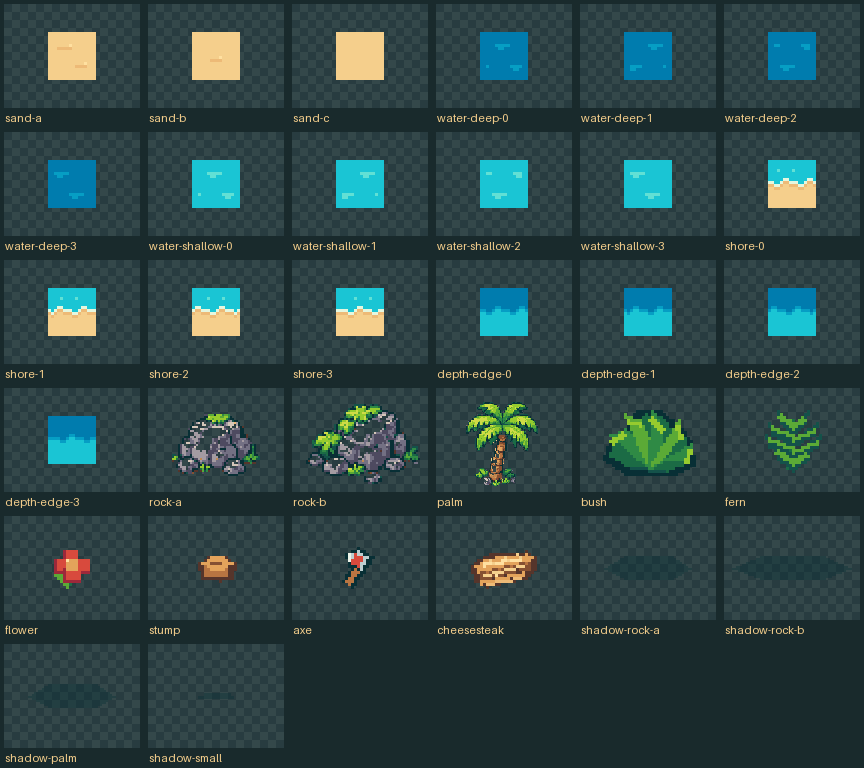 sand-a sand-b sand-c water-deep-0 water-deep-1 water-deep-2
water-deep-3 water-shallow-0 water-shallow-1 water-shallow-2 water-shallow-3 shore-0
shore-1 shore-2 shore-3 depth-edge-0 depth-edge-1 depth-edge-2
depth-edge-3 rock-a rock-b palm bush fern
flower stump axe cheesesteak shadow-rock-a shadow-rock-b
shadow-palm shadow-small